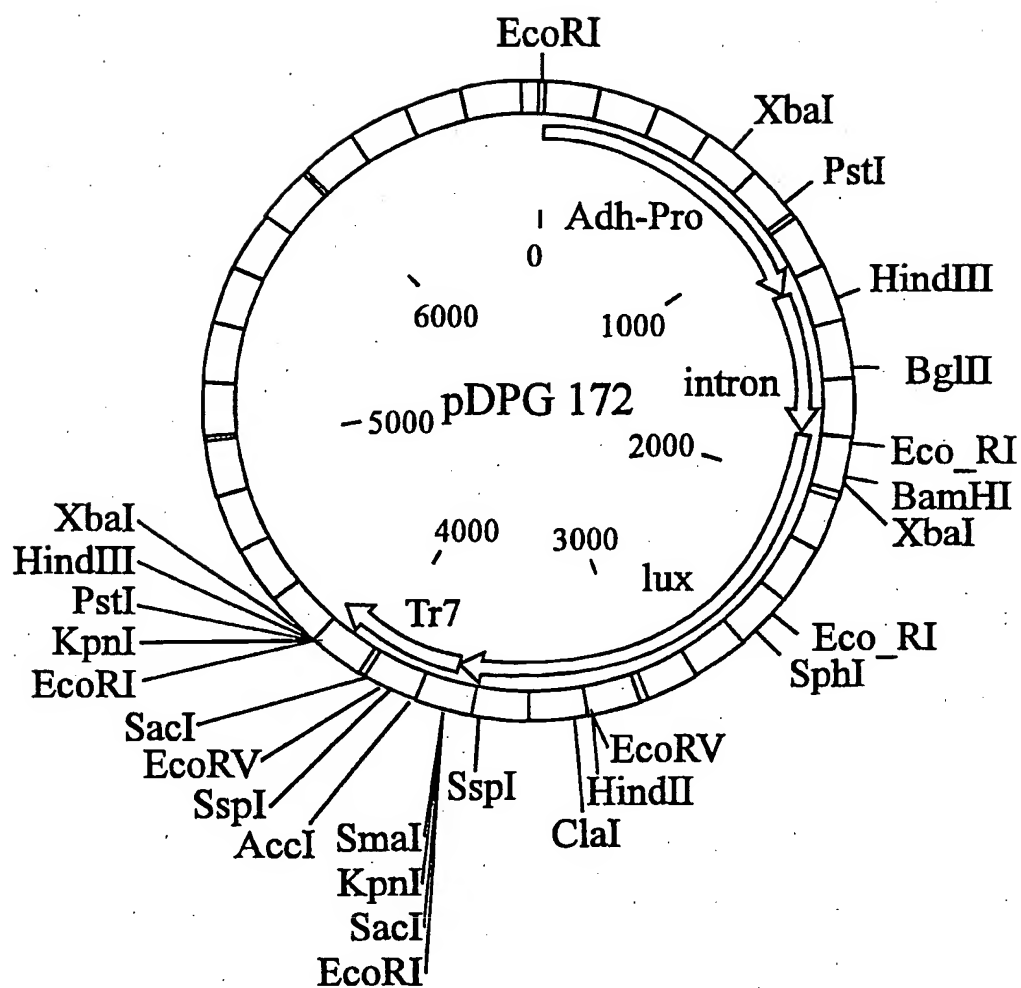 EcoRI
XbaI
PstI
Adh-Pro
0
HindIII
6000
1000
BglII
intron
pDPG 172
5000
2000
Eco_RI
BamHI
XbaI
XbaI
HindIII
PstI
KpnI
EcoRI
4000
3000
lux
Tr7
Eco_RI
SphI
SacI
EcoRV
SspI
AccI
SspI
EcoRV
HindII
ClaI
SmaI
KpnI
SacI
EcoRI